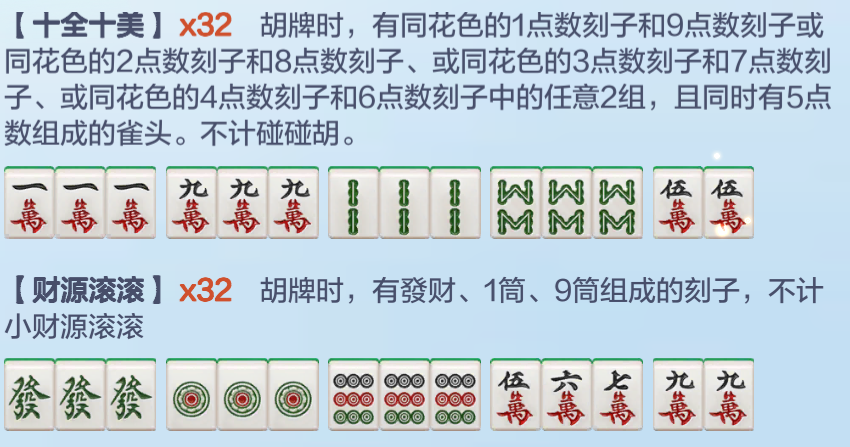 【十全十美】x32 胡牌时，有同花色的1点数刻子和9点数刻子或
同花色的2点数刻子和8点数刻子、或同花色的3点数刻子和7点数刻
子、或同花色的4点数刻子和6点数刻子中的任意2组，且同时有5点
数组成的雀头。不计碰碰胡。
一萬 一萬 一萬 九萬 九萬 九萬 伍萬 伍萬
【财源滚滚】x32 胡牌时，有發财、1筒、9筒组成的刻子，不计
小财源滚滚
發 發 發 伍萬 六萬 七萬 九萬 九萬